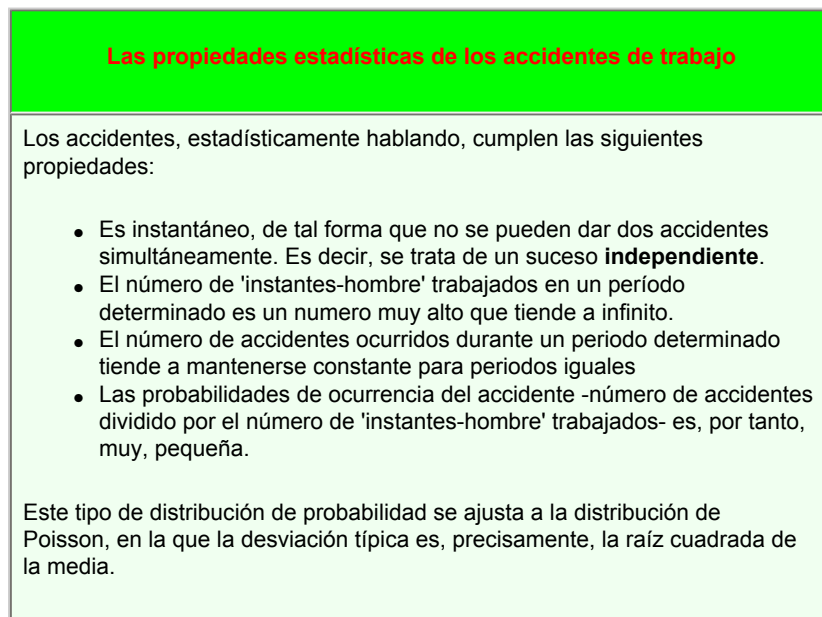 Las propiedades estadísticas de los accidentes de trabajo
Los accidentes, estadísticamente hablando, cumplen las siguientes
propiedades:
● Es instantáneo, de tal forma que no se pueden dar dos accidentes
simultáneamente. Es decir, se trata de un suceso independiente.
● El número de 'instantes-hombre' trabajados en un período
determinado es un numero muy alto que tiende a infinito.
● El número de accidentes ocurridos durante un periodo determinado
tiende a mantenerse constante para periodos iguales
● Las probabilidades de ocurrencia del accidente -número de accidentes
dividido por el número de 'instantes-hombre' trabajados- es, por tanto,
muy, pequeña.
Este tipo de distribución de probabilidad se ajusta a la distribución de
Poisson, en la que la desviación típica es, precisamente, la raíz cuadrada de
la media.